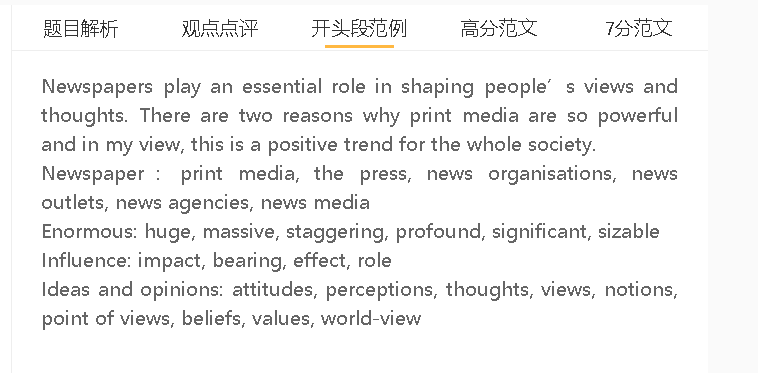 题目解析 观点点评 开头段范例 高分范文 7分范文
Newspapers play an essential role in shaping people′ s views and
thoughts. There are two reasons why print media are so powerful
and in my view, this is a positive trend for the whole society.
Newspaper : print media, the press, news organisations, news
outlets, news agencies, news media
Enormous: huge, massive, staggering, profound, significant, sizable
Influence: impact, bearing, effect, role
Ideas and opinions: attitudes, perceptions, thoughts, views, notions,
point of views, beliefs, values, world-view